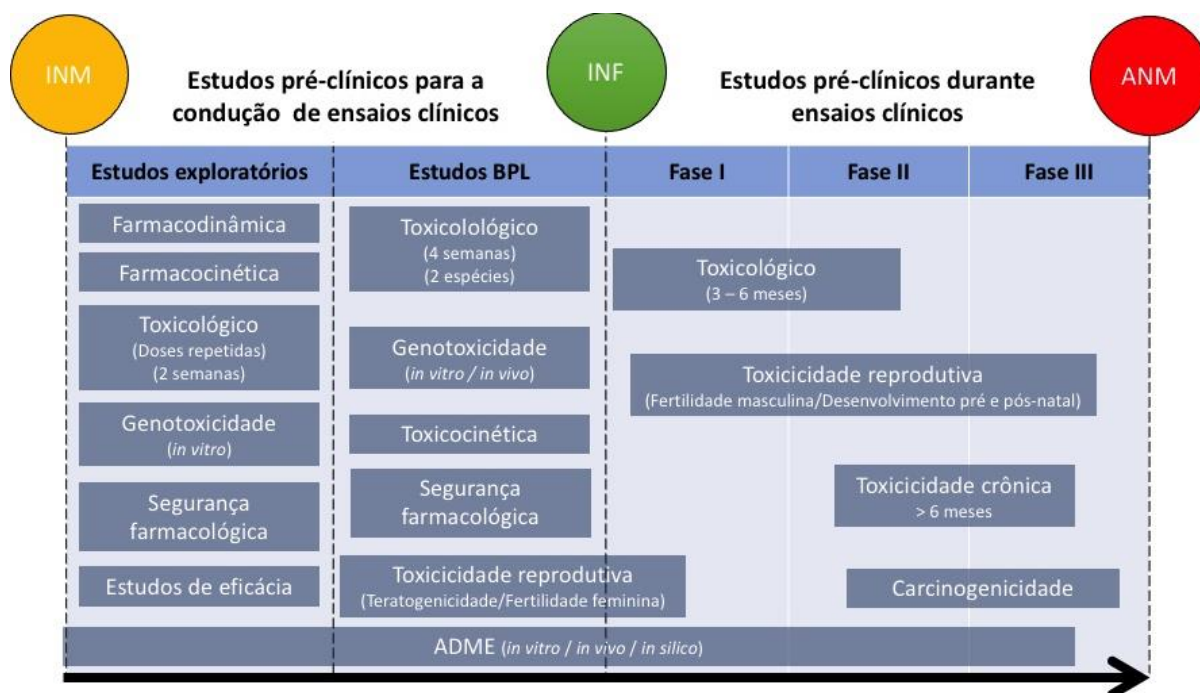 INM
Estudos pré-clínicos para a
condução de ensaios clínicos
INF
Estudos pré-clínicos durante
ensaios clínicos
ANM
Estudos exploratórios
Estudos BPL
Fase I
Fase II
Fase III
Farmacodinâmica
Farmacocinética
Toxicológico
(Doses repetidas)
(2 semanas)
Genotoxicidade
(in vitro)
Segurança
farmacológica
Estudos de eficácia
Toxicolológico
(4 semanas)
(2 espécies)
Genotoxicidade
(in vitro / in vivo)
Toxicocinética
Segurança
farmacológica
Toxicicidade reprodutiva
(Teratogenicidade/Fertilidade feminina)
Toxicológico
(3 – 6 meses)
Toxicicidade reprodutiva
(Fertilidade masculina/Desenvolvimento pré e pós-natal)
Toxicicidade crônica
> 6 meses
Carcinogenicidade
ADME (in vitro / in vivo / in silico)